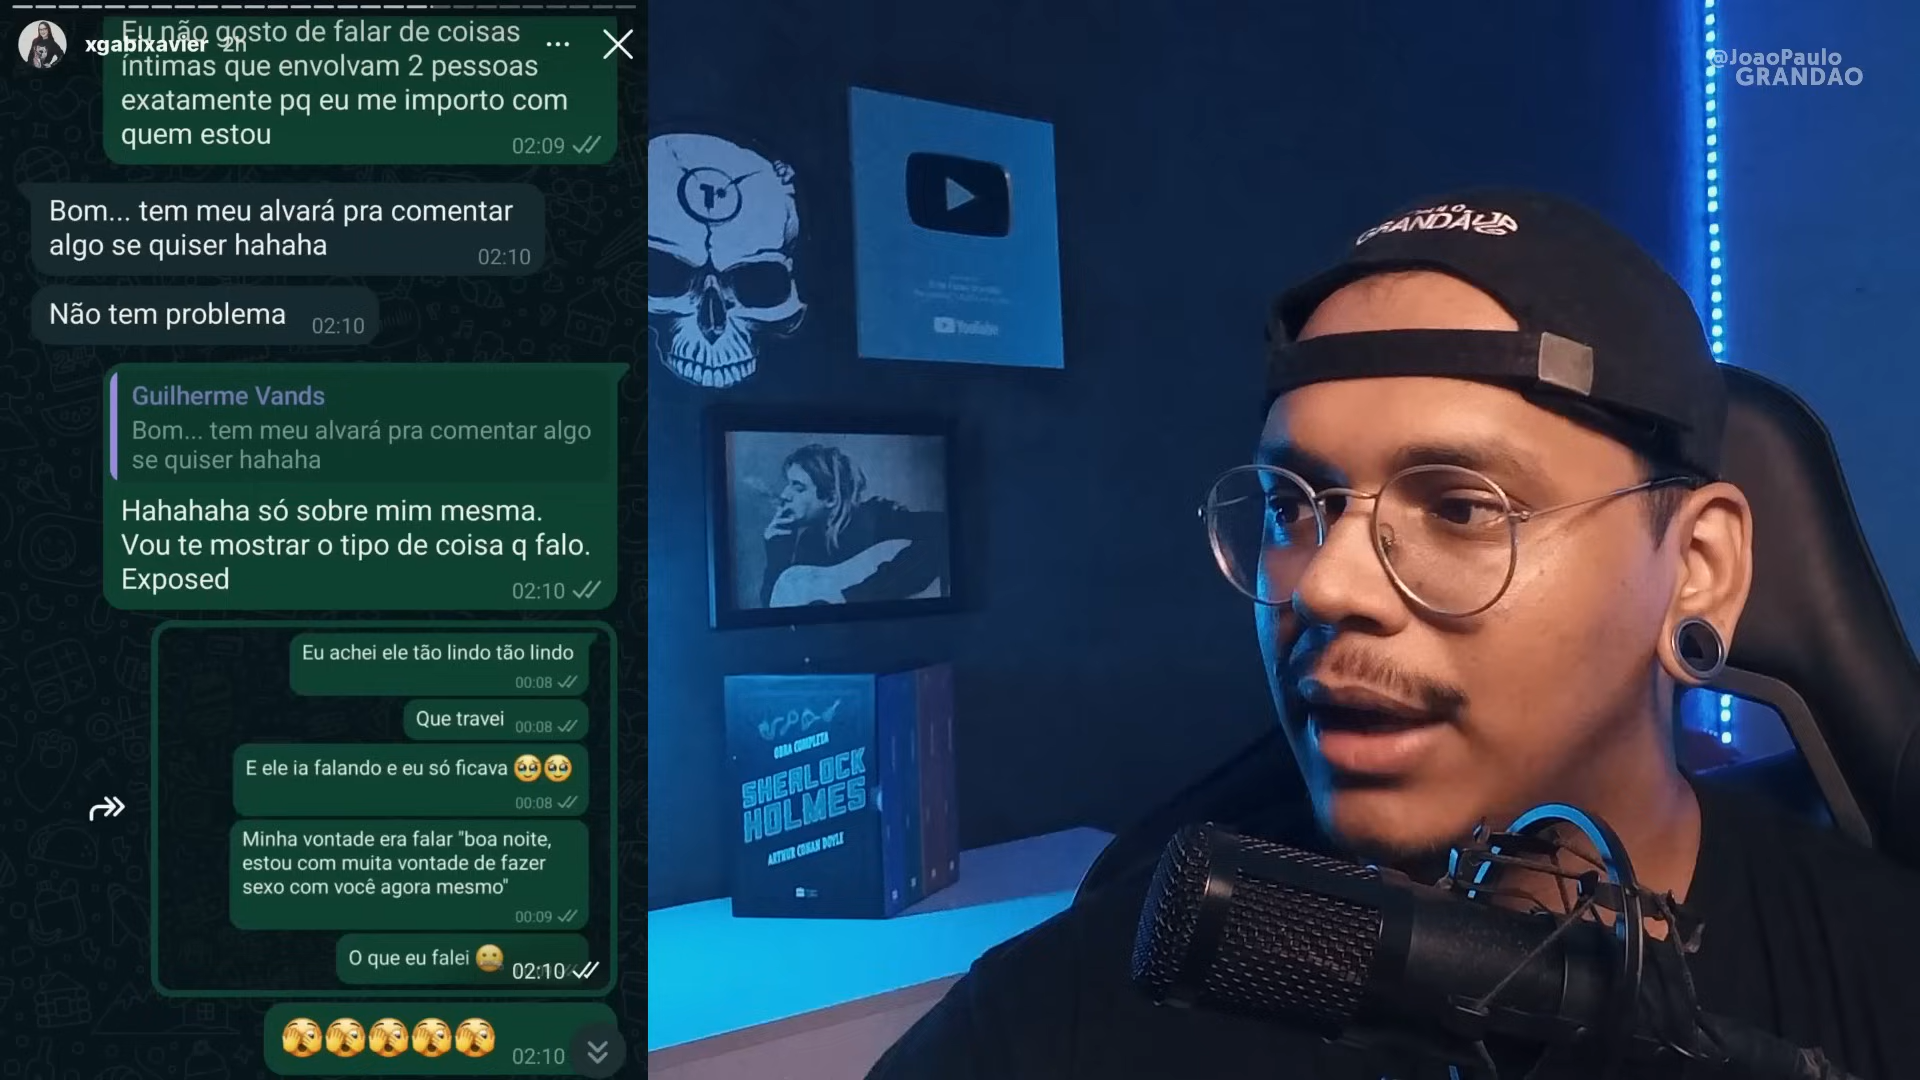 Eu não gosto de falar de coisas
xgabixavier 2h
íntimas que envolvam 2 pessoas
exatamente pq eu me importo com
quem estou
02:09
Bom... tem meu alvará pra comentar
algo se quiser hahaha
02:10
Não tem problema
02:10
Guilherme Vands
Bom... tem meu alvará pra comentar algo
se quiser hahaha
Hahahaha só sobre mim mesma.
Vou te mostrar o tipo de coisa q falo.
Exposed
02:10
Eu achei ele tão lindo tão lindo
00:08
Que travei
00:08
E ele ia falando e eu só ficava 🥹🥹
00:08
Minha vontade era falar "boa noite,
estou com muita vontade de fazer
sexo com você agora mesmo"
00:09
O que eu falei 🤐
02:10
🫣🫣🫣🫣🫣
02:10
@JoaoPaulo
GRANDAO
GRANDÃO
YouTube
OBRA COMPLETA
SHERLOCK
HOLMES
ARTHUR CONAN DOYLE